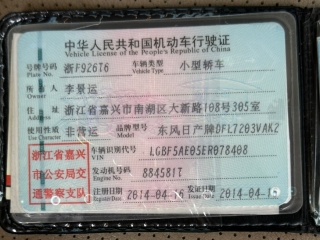 中华人民共和国机动车行驶证
Vehicle License of the People's Republic of China
号牌号码 浙F926T6 车辆类型 小型轿车
Plate No. Vehicle Type
所有人 李景运
Owner
住址 浙江省嘉兴市南湖区大新路108号305室
Address
使用性质 非营运 品牌型号 东风日产牌DFL7203VAK2
Use Character Model
浙江省嘉兴市公安局交通警察支队
车辆识别代号 LGBF5AE05ER078408
VIN
发动机号码 884581T
Engine No.
注册日期 2014-04-16 发证日期 2014-04-16
Register Date Issue Date